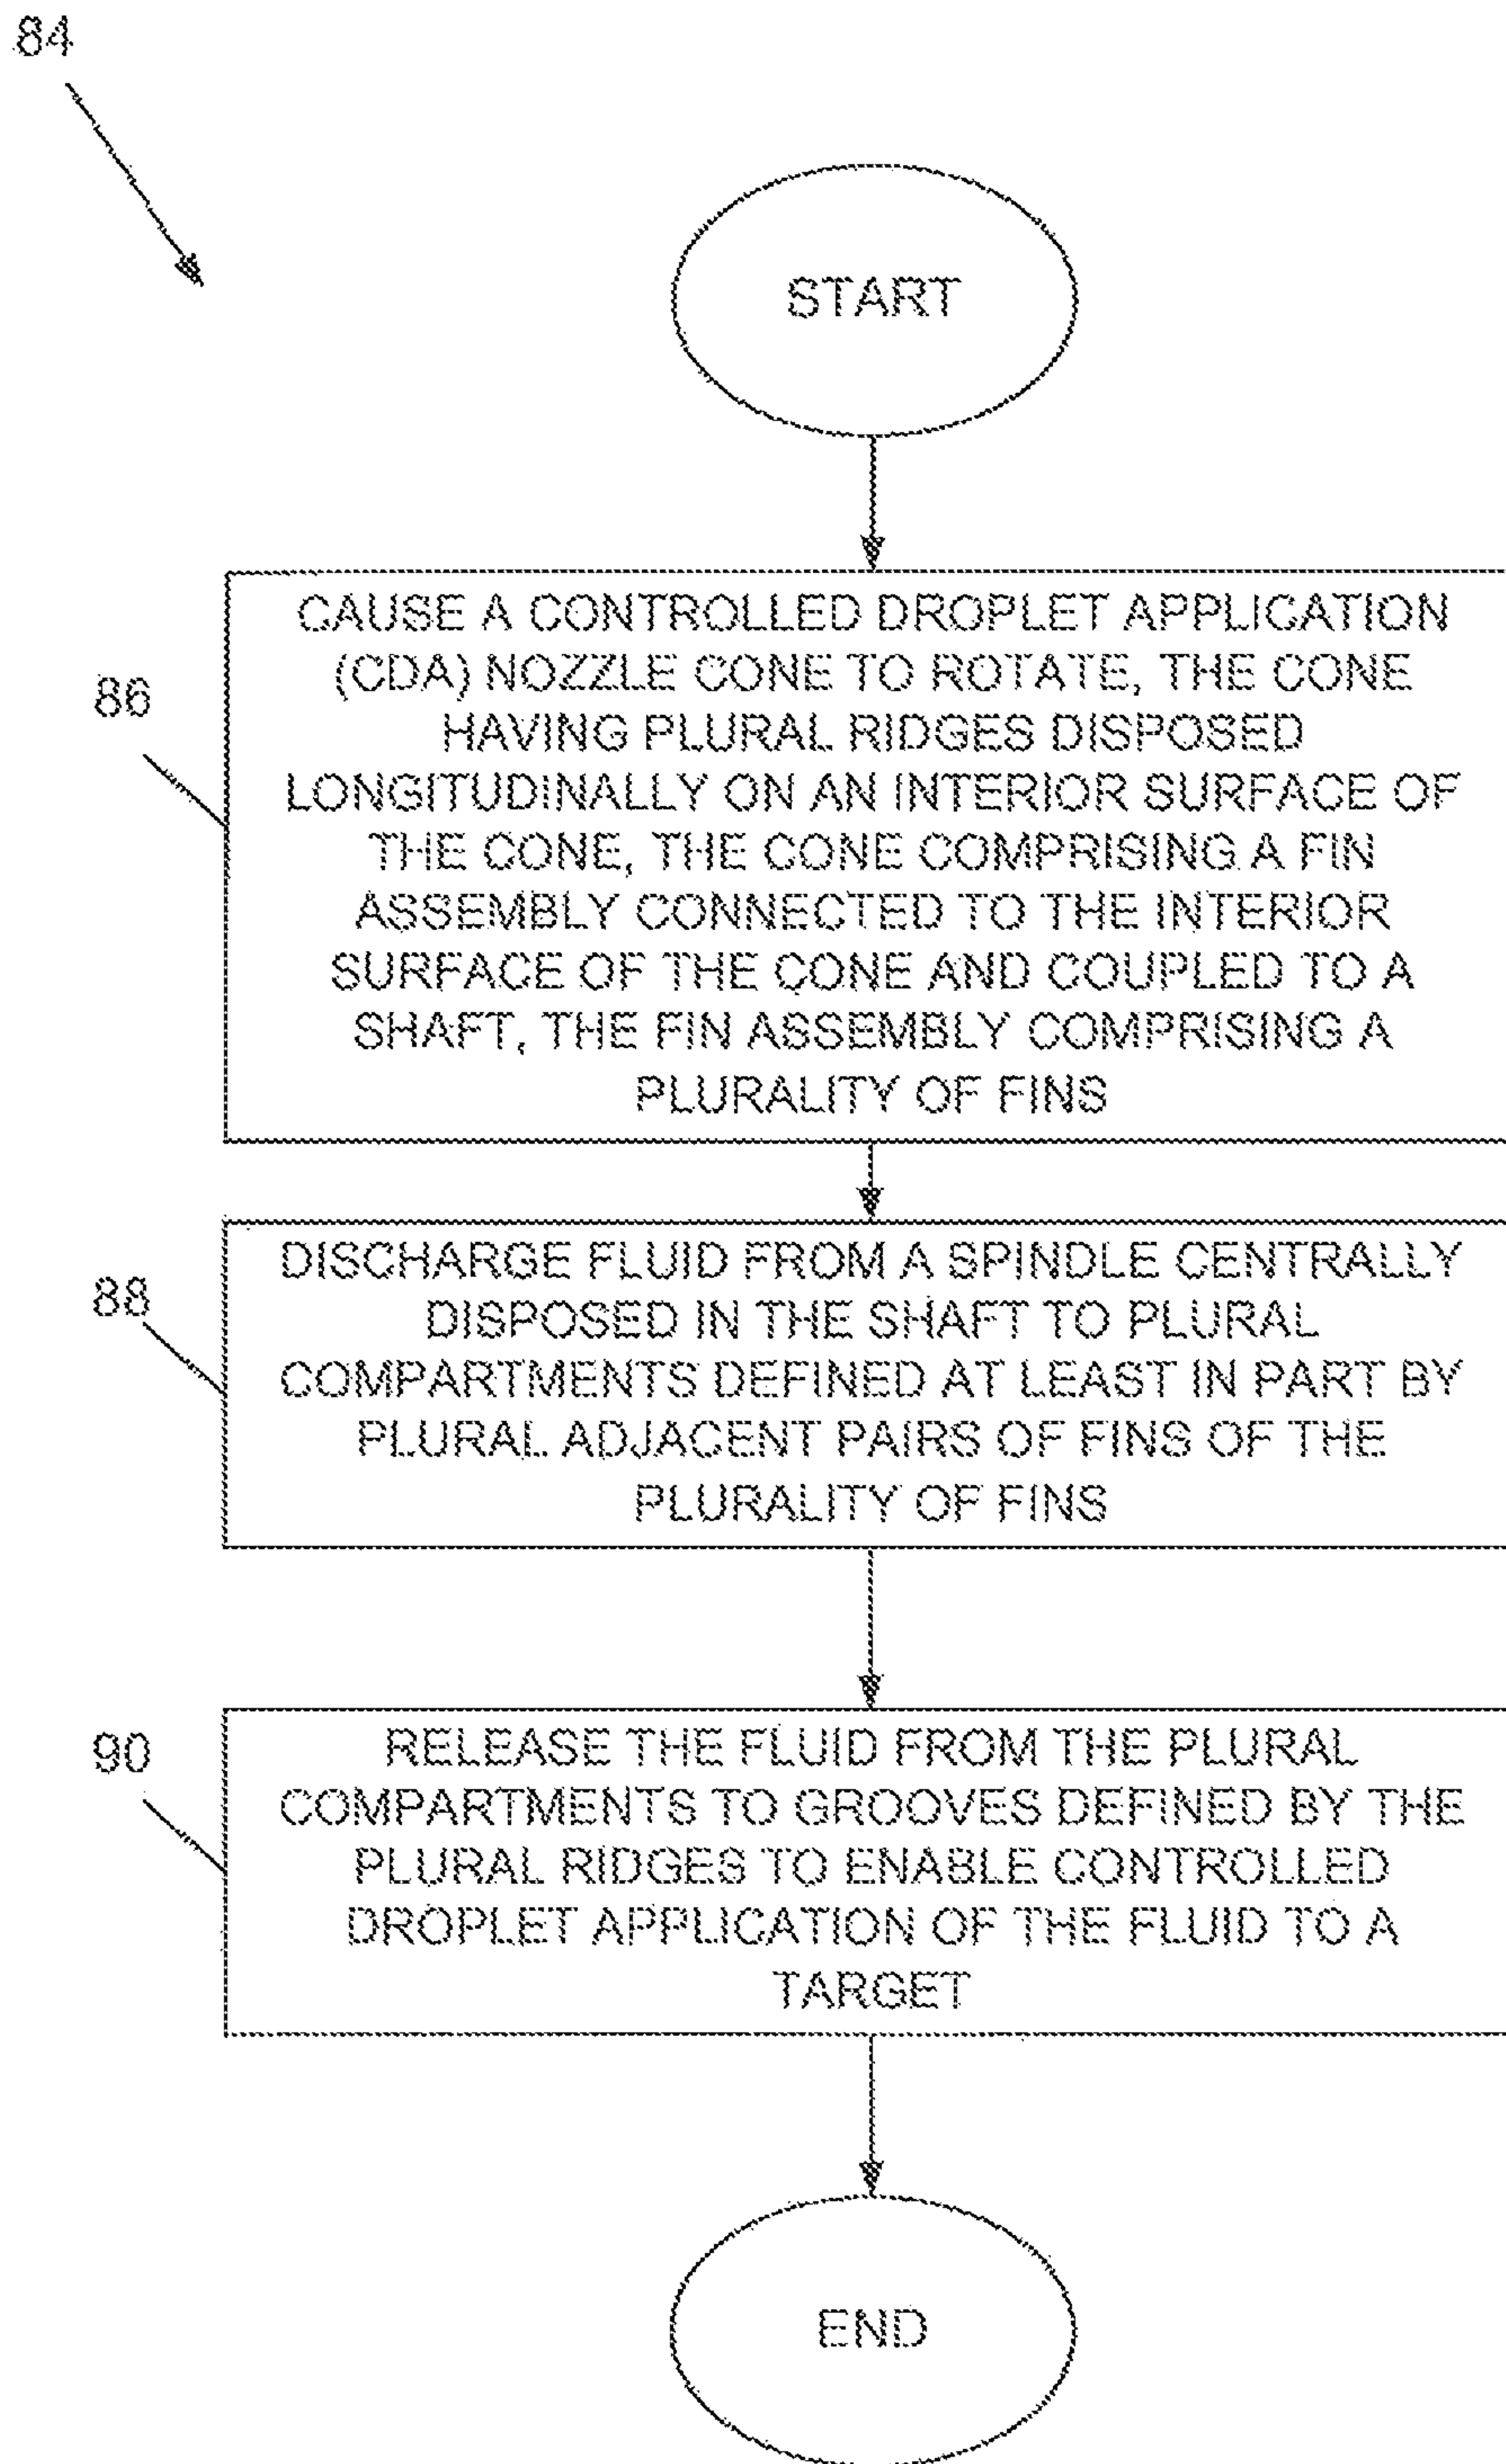 84
START
86
CAUSE A CONTROLLED DROPLET APPLICATION
(CDA) NOZZLE CONE TO ROTATE, THE CONE
HAVING PLURAL RIDGES DISPOSED
LONGITUDINALLY ON AN INTERIOR SURFACE OF
THE CONE, THE CONE COMPRISING A FIN
ASSEMBLY CONNECTED TO THE INTERIOR
SURFACE OF THE CONE AND COUPLED TO A
SHAFT, THE FIN ASSEMBLY COMPRISING A
PLURALITY OF FINS
88
DISCHARGE FLUID FROM A SPINDLE CENTRALLY
DISPOSED IN THE SHAFT TO PLURAL
COMPARTMENTS DEFINED AT LEAST IN PART BY
PLURAL ADJACENT PAIRS OF FINS OF THE
PLURALITY OF FINS
90
RELEASE THE FLUID FROM THE PLURAL
COMPARTMENTS TO GROOVES DEFINED BY THE
PLURAL RIDGES TO ENABLE CONTROLLED
DROPLET APPLICATION OF THE FLUID TO A
TARGET
END